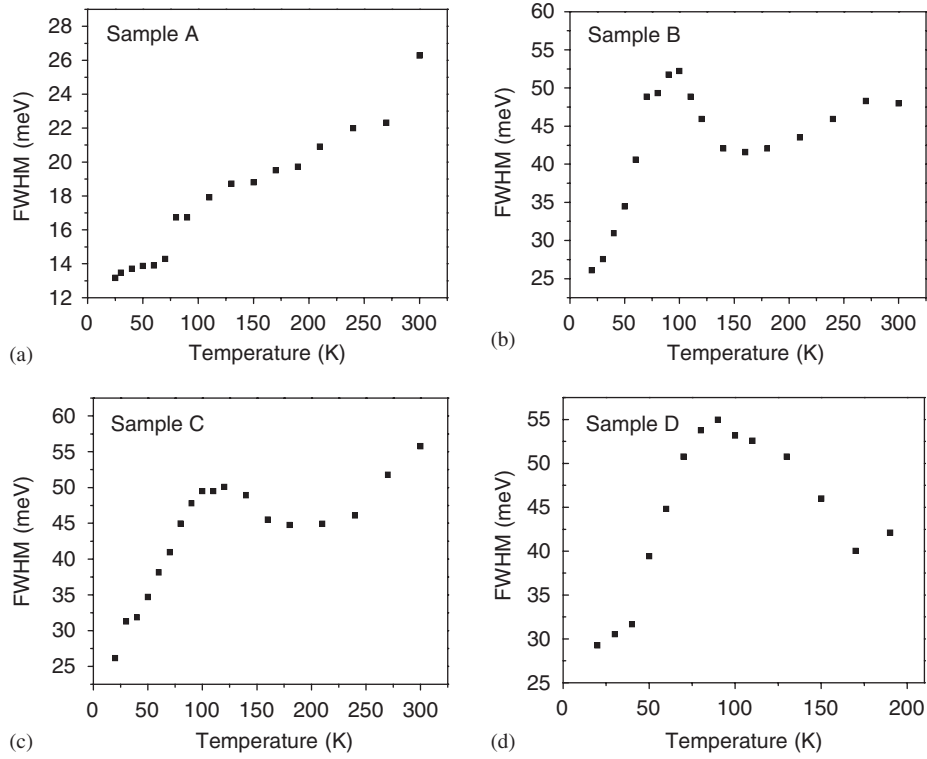 Sample A
FWHM (meV)
28
26
24
22
20
18
16
14
12
0 50 100 150 200 250 300
Temperature (K)
(a)
Sample B
FWHM (meV)
60
55
50
45
40
35
30
25
0 50 100 150 200 250 300
Temperature (K)
(b)
Sample C
FWHM (meV)
60
55
50
45
40
35
30
25
0 50 100 150 200 250 300
Temperature (K)
(c)
Sample D
FWHM (meV)
55
50
45
40
35
30
25
0 50 100 150 200
Temperature (K)
(d)